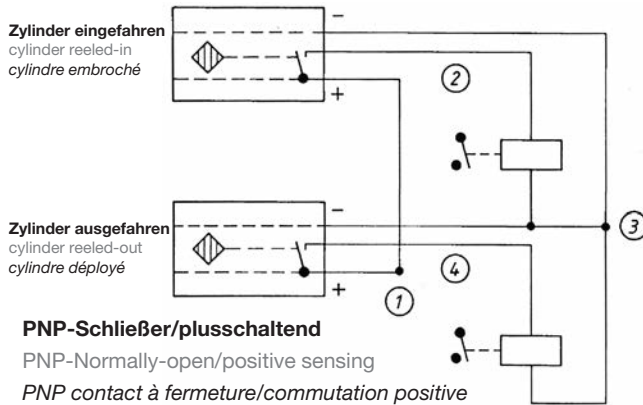 Zylinder eingefahren
cylinder reeled-in
cylindre embroché
−
+
2
Zylinder ausgefahren
cylinder reeled-out
cylindre déployé
−
+
3
4
1
PNP-Schließer/plusschaltend
PNP-Normally-open/positive sensing
PNP contact à fermeture/commutation positive